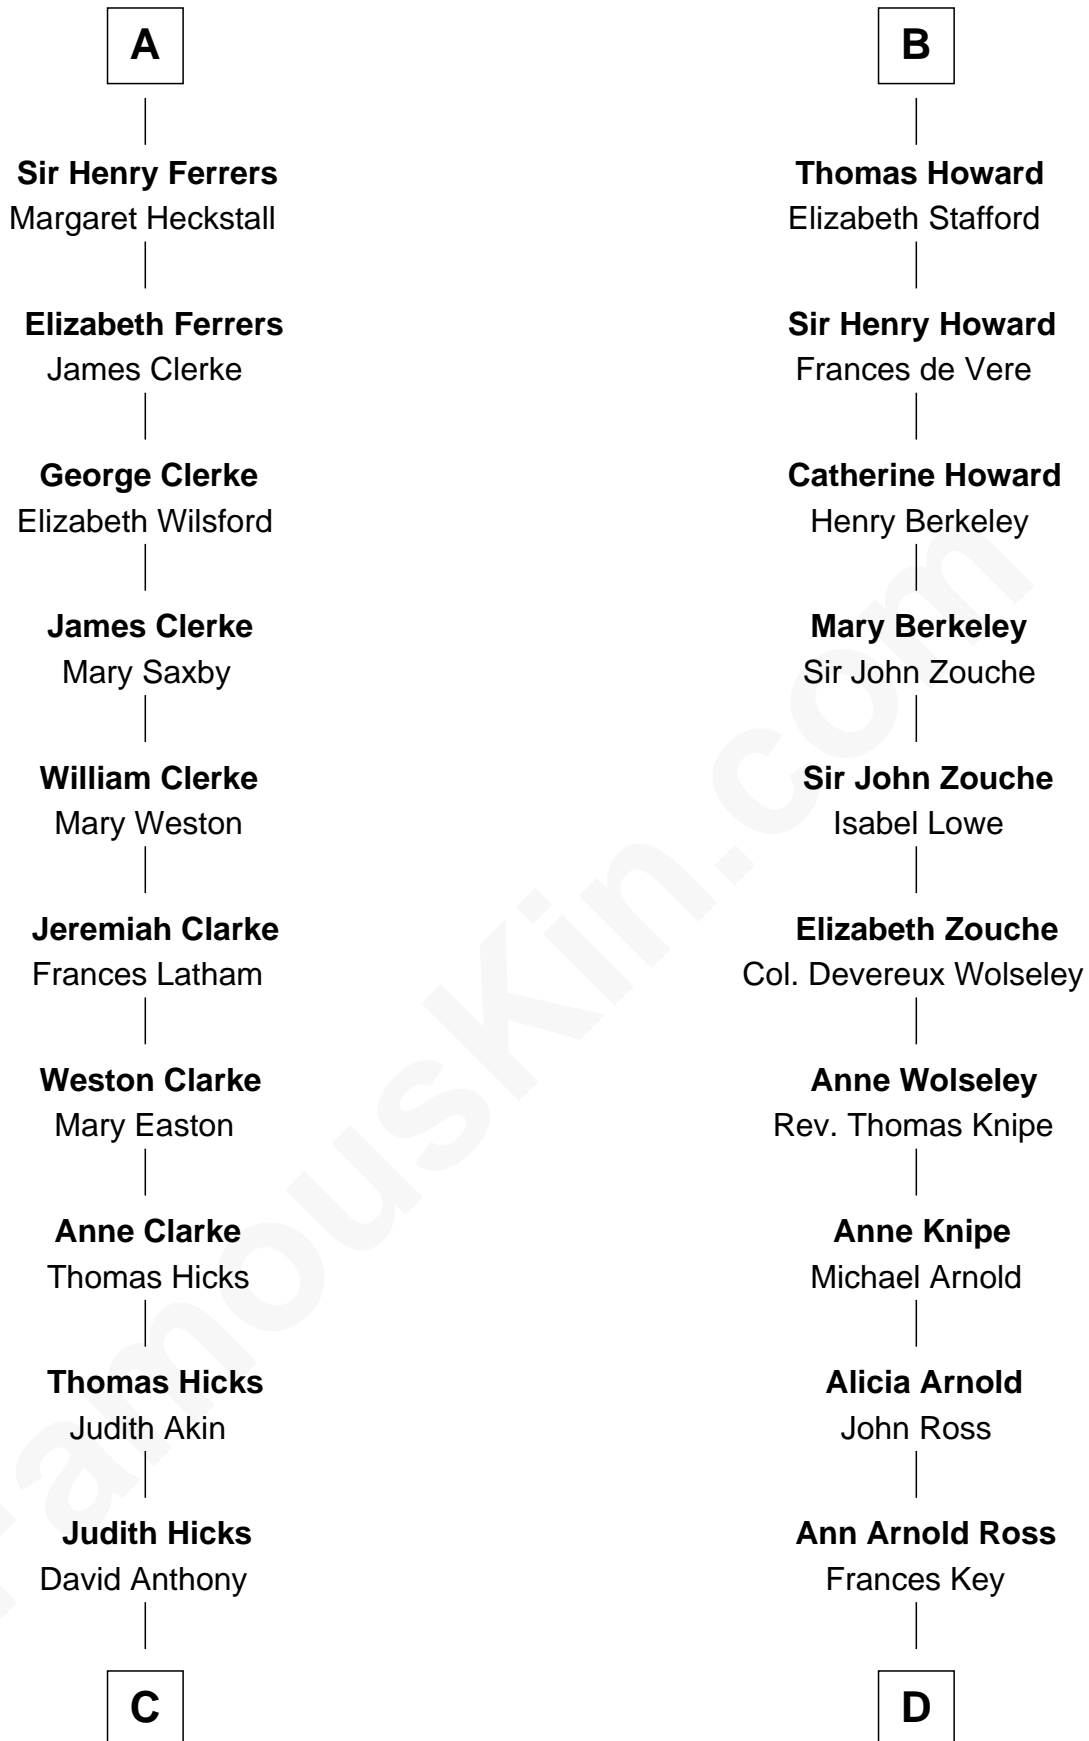 A
Sir Henry Ferrers
Margaret Heckstall
Elizabeth Ferrers
James Clerke
George Clerke
Elizabeth Wilsford
James Clerke
Mary Saxby
William Clerke
Mary Weston
Jeremiah Clarke
Frances Latham
Weston Clarke
Mary Easton
Anne Clarke
Thomas Hicks
Thomas Hicks
Judith Akin
Judith Hicks
David Anthony
C
B
Thomas Howard
Elizabeth Stafford
Sir Henry Howard
Frances de Vere
Catherine Howard
Henry Berkeley
Mary Berkeley
Sir John Zouche
Sir John Zouche
Isabel Lowe
Elizabeth Zouche
Col. Devereux Wolseley
Anne Wolseley
Rev. Thomas Knipe
Anne Knipe
Michael Arnold
Alicia Arnold
John Ross
Ann Arnold Ross
Frances Key
D
FamousKin.com